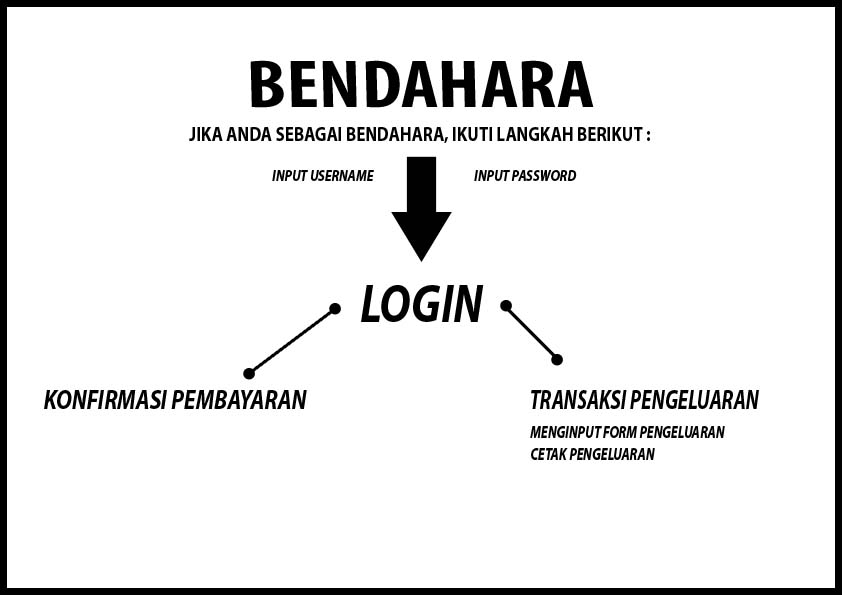 BENDAHARA
JIKA ANDA SEBAGAI BENDAHARA, IKUTI LANGKAH BERIKUT :
INPUT USERNAME
INPUT PASSWORD
LOGIN
KONFIRMASI PEMBAYARAN
TRANSAKSI PENGELUARAN
MENGINPUT FORM PENGELUARAN
CETAK PENGELUARAN